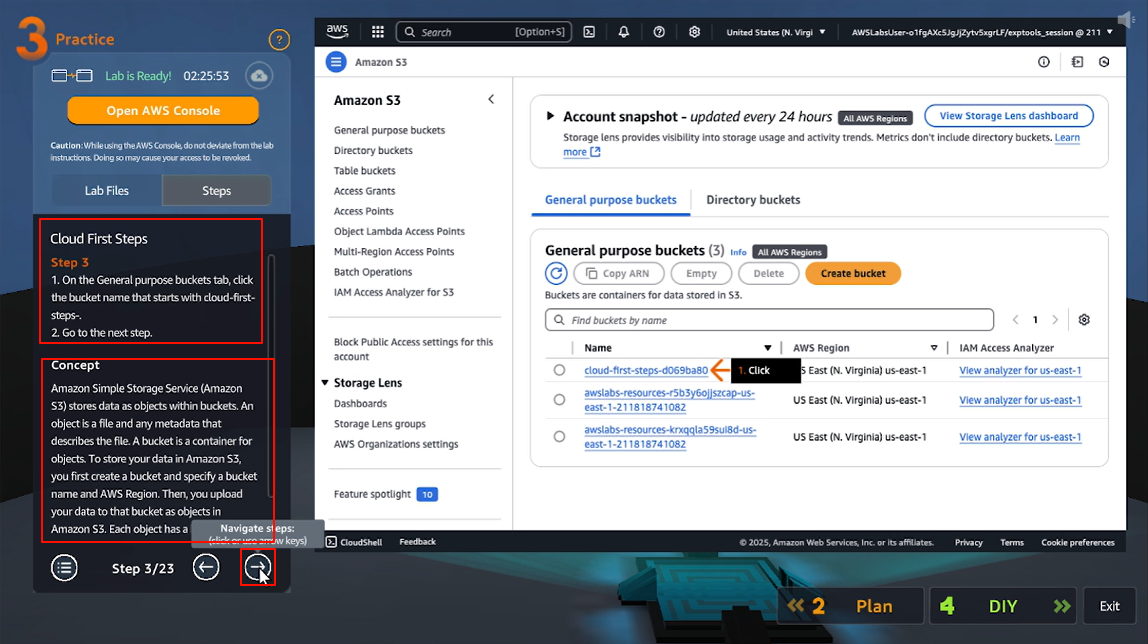 3 Practice
?
Lab is Ready! 02:25:53
Open AWS Console
Caution: While using the AWS Console, do not deviate from the lab
instructions. Doing so may cause your access to be revoked.
Lab Files
Steps
Cloud First Steps
Step 3
1. On the General purpose buckets tab, click
the bucket name that starts with cloud-first-
steps-.
2. Go to the next step.
Concept
Amazon Simple Storage Service (Amazon
S3) stores data as objects within buckets. An
object is a file and any metadata that
describes the file. A bucket is a container for
objects. To store your data in Amazon S3,
you first create a bucket and specify a bucket
name and AWS Region. Then, you upload
your data to that bucket as objects in
Amazon S3. Each object has a
Navigate steps:
(click or use arrow keys)
Step 3/23
aws
Search
[Option+S]
United States (N. Virgi
AWSLabsUser-o1fgAXc5JgJjZytv5xgrLF/exptools_session @ 211
Amazon S3
Amazon S3
General purpose buckets
Directory buckets
Table buckets
Access Grants
Access Points
Object Lambda Access Points
Multi-Region Access Points
Batch Operations
IAM Access Analyzer for S3
Block Public Access settings for this
account
Storage Lens
Dashboards
Storage Lens groups
AWS Organizations settings
Feature spotlight 10
Account snapshot - updated every 24 hours All AWS Regions
View Storage Lens dashboard
Storage lens provides visibility into storage usage and activity trends. Metrics don't include directory buckets. Learn
more
General purpose buckets
Directory buckets
General purpose buckets (3) Info All AWS Regions
Copy ARN
Empty
Delete
Create bucket
Buckets are containers for data stored in S3.
Find buckets by name
1
Name
AWS Region
IAM Access Analyzer
cloud-first-steps-d069ba80
1. Click
S East (N. Virginia) us-east-1
View analyzer for us-east-1
awslabs-resources-r5b3y6ojjszcap-us-
east-1-211818741082
US East (N. Virginia) us-east-1
View analyzer for us-east-1
awslabs-resources-krxqqla59sui8d-us-
east-1-211818741082
US East (N. Virginia) us-east-1
View analyzer for us-east-1
CloudShell
Feedback
© 2025, Amazon Web Services, Inc. or its affiliates.
Privacy
Terms
Cookie preferences
2 Plan
4 DIY
Exit